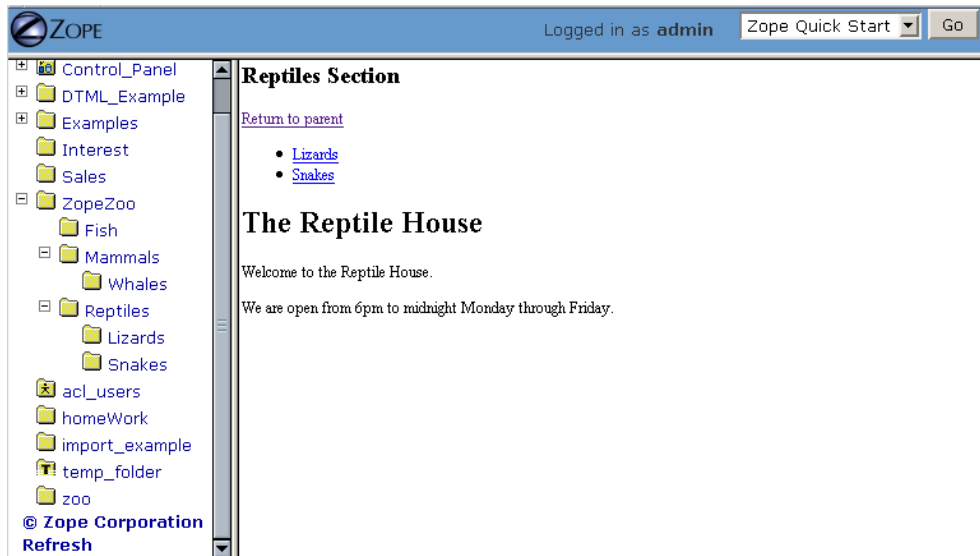 ZOPE
Logged in as admin
Zope Quick Start
Go
Control_Panel
DTML_Example
Examples
Interest
Sales
ZopeZoo
Fish
Mammals
Whales
Reptiles
Lizards
Snakes
acl_users
homeWork
import_example
temp_folder
zoo
© Zope Corporation
Refresh
Reptiles Section
Return to parent
Lizards
Snakes
The Reptile House
Welcome to the Reptile House.
We are open from 6pm to midnight Monday through Friday.